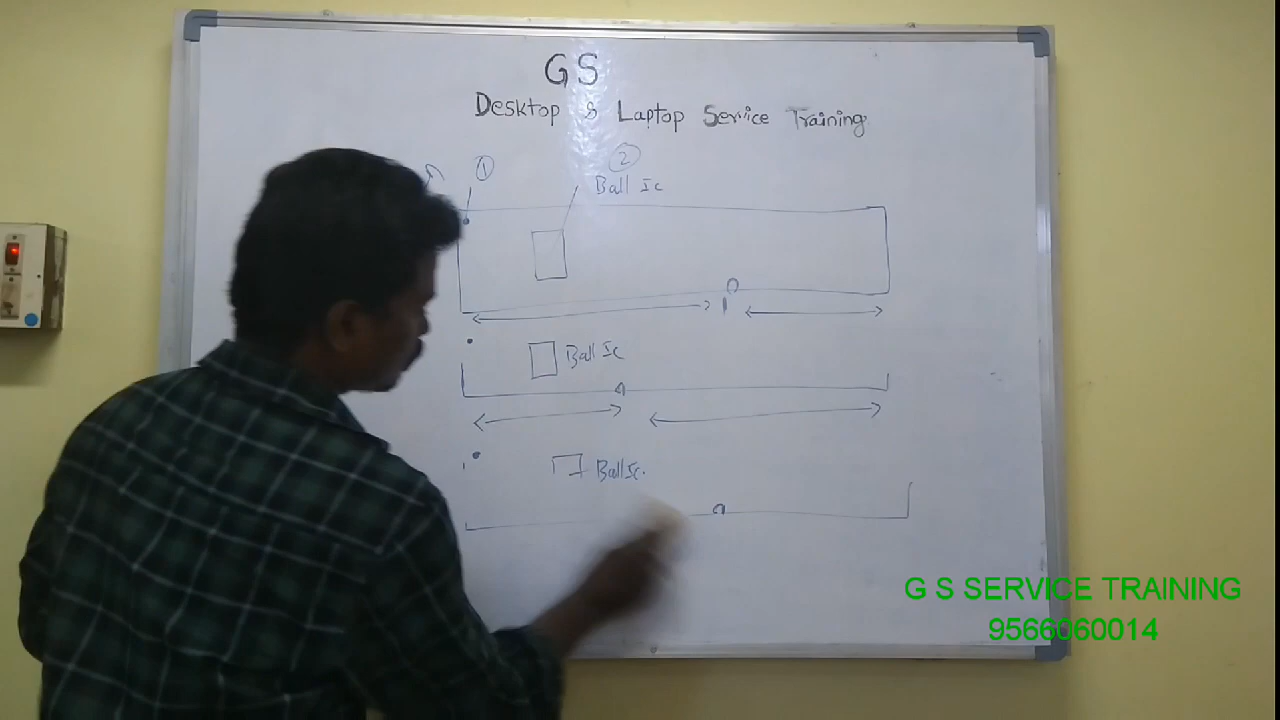 GS
Desktop & Laptop Service Training
1
2
Ball Ic
Ball Ic
Ball Ic.
G S SERVICE TRAINING
9566060014